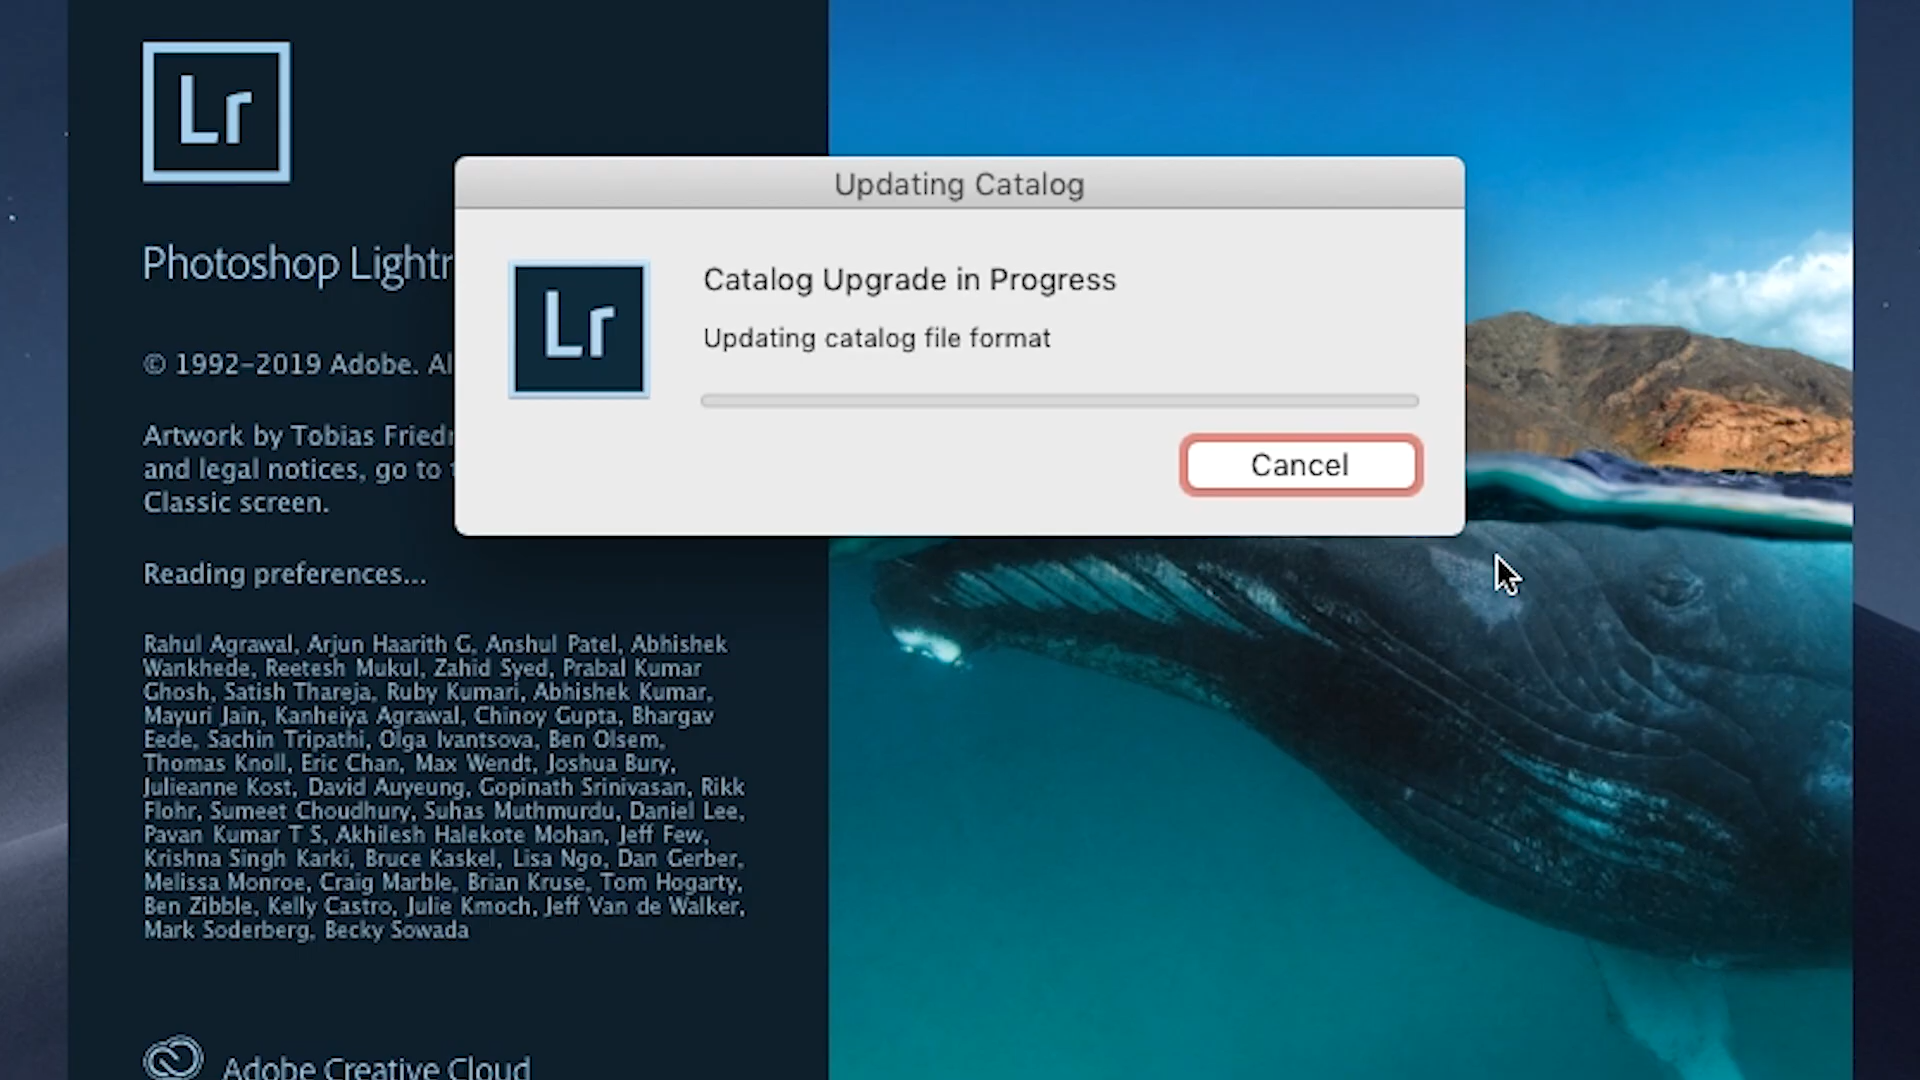 Lr
Photoshop Lightr
© 1992-2019 Adobe. Al
Artwork by Tobias Friedr
and legal notices, go to t
Classic screen.
Reading preferences...
Rahul Agrawal, Arjun Haarith G, Anshul Patel, Abhishek
Wankhede, Reetesh Mukul, Zahid Syed, Prabal Kumar
Ghosh, Satish Thareja, Ruby Kumari, Abhishek Kumar,
Mayuri Jain, Kanheiya Agrawal, Chinoy Gupta, Bhargav
Eede, Sachin Tripathi, Olga Ivantsova, Ben Olsem,
Thomas Knoll, Eric Chan, Max Wendt, Joshua Bury,
Julieanne Kost, David Auyeung, Gopinath Srinivasan, Rikk
Flohr, Sumeet Choudhury, Suhas Muthmurdu, Daniel Lee,
Pavan Kumar T S, Akhilesh Halekote Mohan, Jeff Few,
Krishna Singh Karki, Bruce Kaskel, Lisa Ngo, Dan Gerber,
Melissa Monroe, Craig Marble, Brian Kruse, Tom Hogarty,
Ben Zibble, Kelly Castro, Julie Kmoch, Jeff Van de Walker,
Mark Soderberg, Becky Sowada
Adobe Creative Cloud
Updating Catalog
Lr
Catalog Upgrade in Progress
Updating catalog file format
Cancel